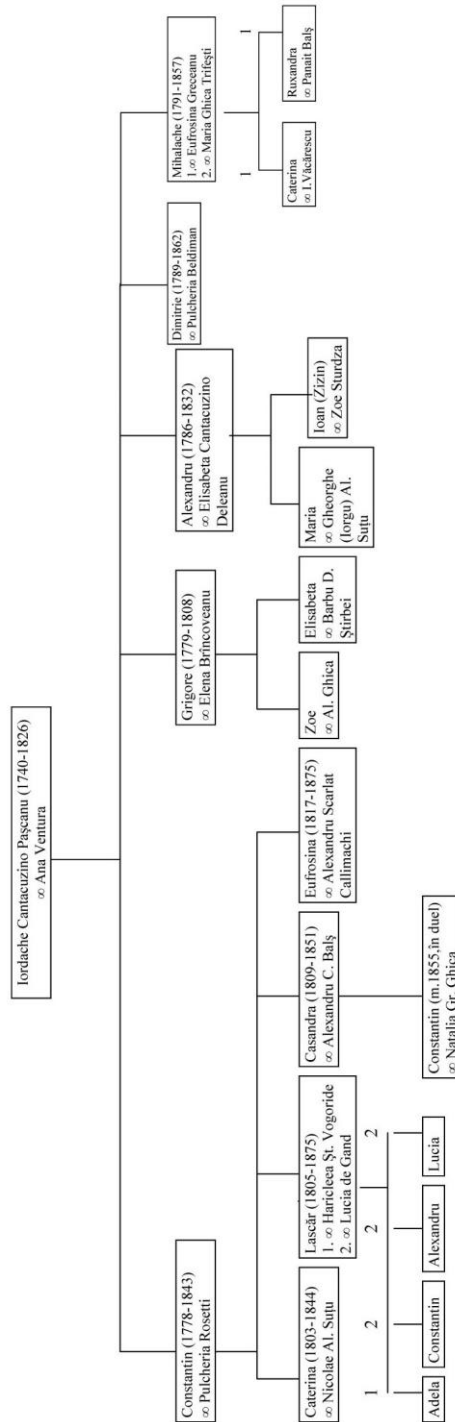 Iordache Cantacuzino Pașcanu (1740-1826)
∞ Ana Ventura
Constantin (1778-1843)
∞ Pulcheria Rosetti
Grigore (1779-1808)
∞ Elena Brîncoveanu
Alexandru (1786-1832)
∞ Elisabeta Cantacuzino
Deleanu
Dimitrie (1789-1862)
∞ Pulcheria Beldiman
Mihalache (1791-1857)
1.∞ Eufrosina Greceanu
2. ∞ Maria Ghica Trifești
Caterina (1803-1844)
∞ Nicolae Al. Suțu
Lascăr (1805-1875)
1. ∞ Haricleea Șt. Vogoride
2. ∞ Lucia de Gand
Casandra (1809-1851)
∞ Alexandru C. Balș
Eufrosina (1817-1875)
∞ Alexandru Scarlat
Callimachi
Zoe
∞ Al. Ghica
Elisabeta
∞ Barbu D.
Știrbei
Maria
∞ Gheorghe
(Iorgu) Al.
Suțu
Ioan (Zizin)
∞ Zoe Sturdza
1
Caterina
∞ I.Văcărescu
1
Ruxandra
∞ Panait Balș
1
Adela
2
Constantin
2
Alexandru
2
Lucia
Constantin (m.1855,în duel)
∞ Natalia Gr. Ghica